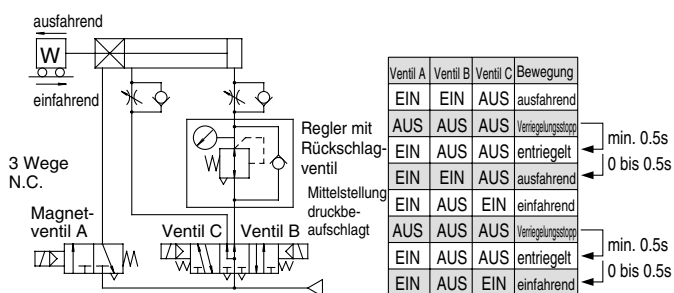 ausfahrend
W
einfahrend
3 Wege
N.C.
Magnet-
ventil A
Ventil C
Ventil B
Regler mit
Rückschlag-
ventil
Mittelstellung
druckbe-
aufschlagt
Ventil A Ventil B Ventil C Bewegung
EIN EIN AUS ausfahrend
AUS AUS AUS Verriegelungsstopp
EIN AUS AUS entriegelt
EIN EIN AUS ausfahrend
EIN AUS EIN einfahrend
AUS AUS AUS Verriegelungsstopp
EIN AUS AUS entriegelt
EIN AUS EIN einfahrend
min. 0.5s
0 bis 0.5s
min. 0.5s
0 bis 0.5s